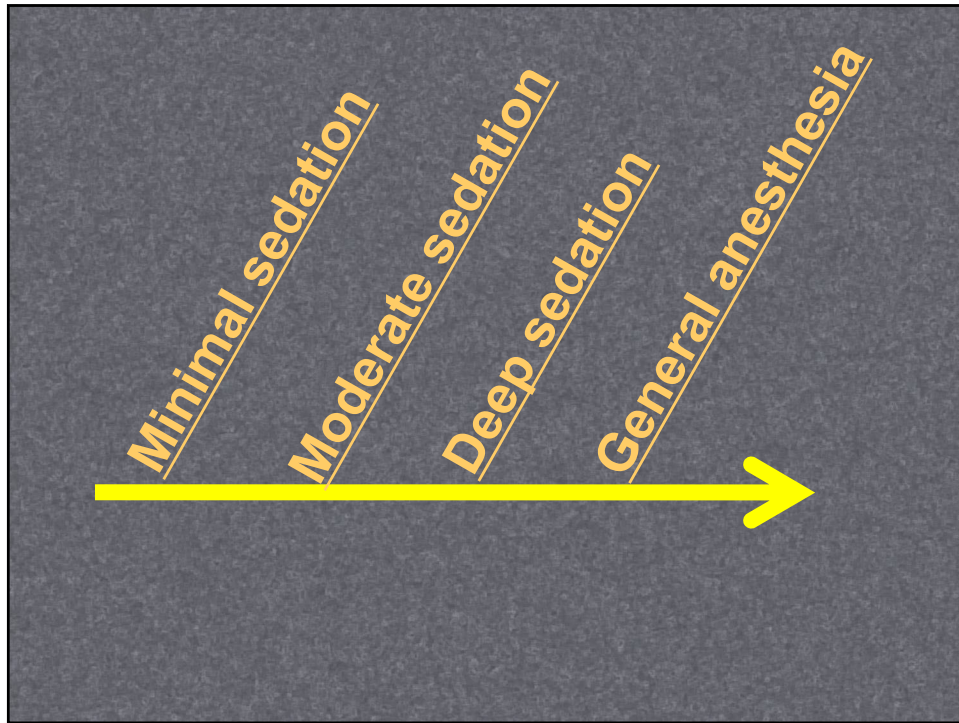 Minimal sedation
Moderate sedation
Deep sedation
General anesthesia